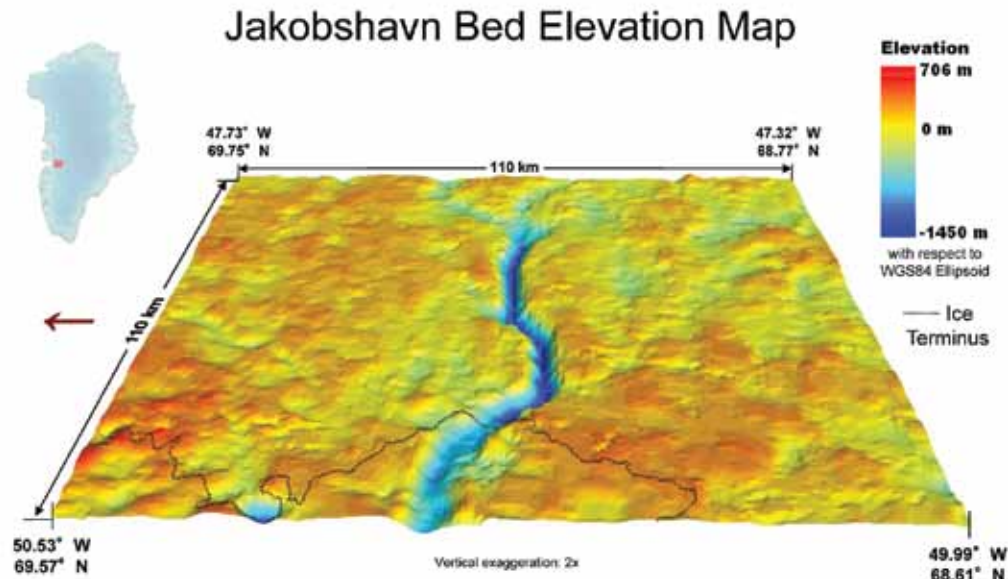 Jakobshavn Bed Elevation Map
Elevation
706 m
0 m
-1450 m
with respect to
WGS84 Ellipsoid
Ice
Terminus
47.73° W
69.75° N
47.32° W
68.77° N
110 km
110 km
50.53° W
69.57° N
49.99° W
68.61° N
Vertical exaggeration: 2x